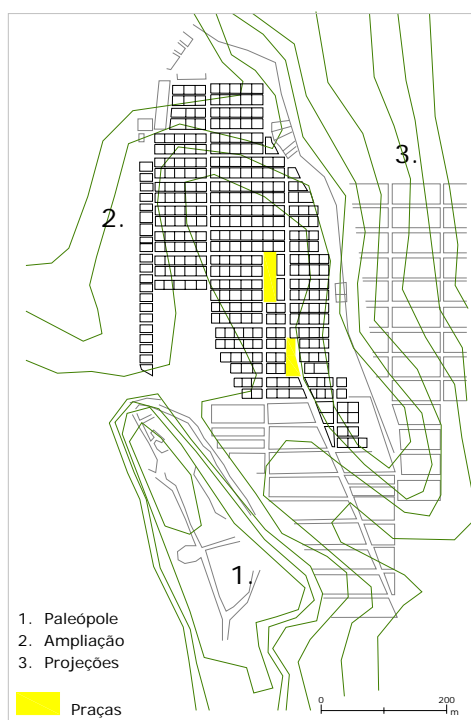 3.
2.
1.
1. Paleópole
2. Ampliação
3. Projeções
Praças
0 200
m